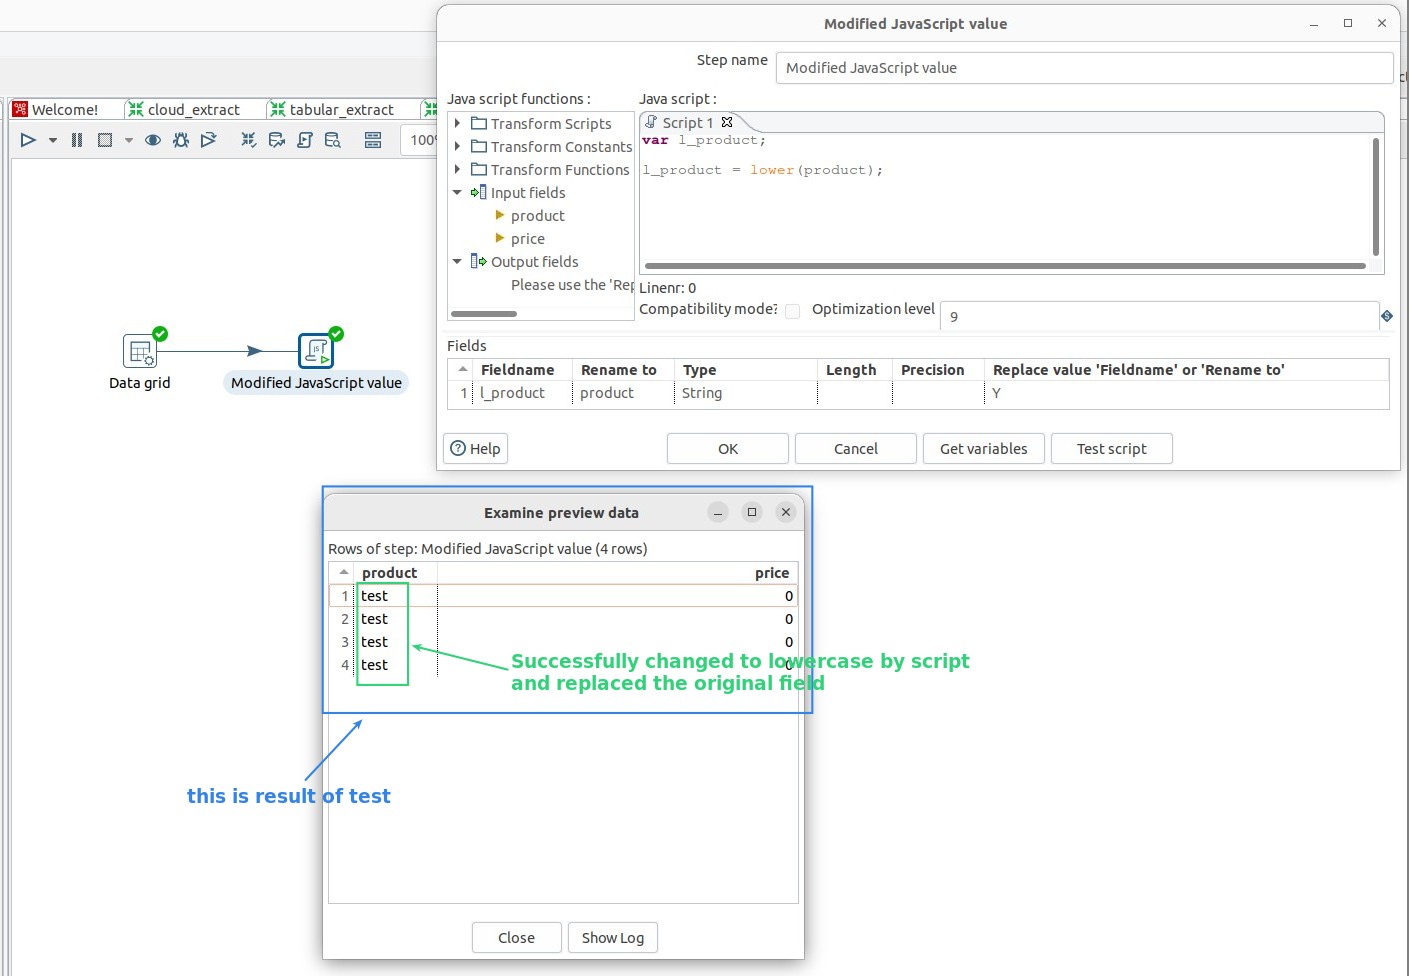 Modified JavaScript value
Step name
Modified JavaScript value
Java script functions :
Java script :
Welcome!
cloud_extract
tabular_extract
100%
Transform Scripts
Transform Constants
Transform Functions
Input fields
product
price
Output fields
Please use the 'Rep
Script 1
var l_product;
l_product = lower(product);
Linenr: 0
Compatibility mode?
Optimization level
9
Fields
Fieldname Rename to Type Length Precision Replace value 'Fieldname' or 'Rename to'
1 l_product product String Y
Help
OK
Cancel
Get variables
Test script
Data grid
Modified JavaScript value
Examine preview data
Rows of step: Modified JavaScript value (4 rows)
product price
1 test 0
2 test 0
3 test 0
4 test 0
Successfully changed to lowercase by script
and replaced the original field
this is result of test
Close
Show Log